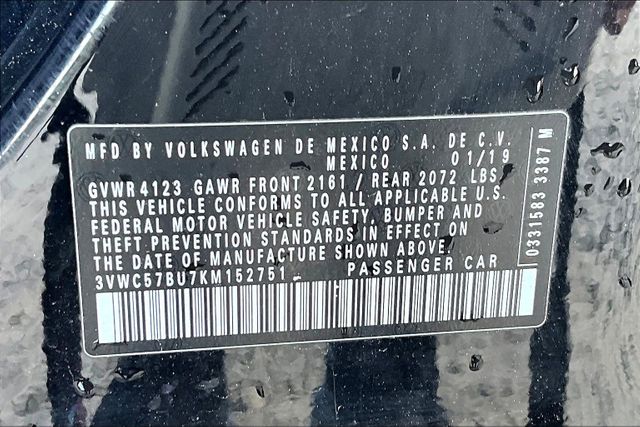 MFD BY VOLKSWAGEN DE MEXICO S.A. DE C.V.
MEXICO 01/19
GVWR 4123 GAWR FRONT 2161 / REAR 2072 LBS
THIS VEHICLE CONFORMS TO ALL APPLICABLE U.S.
FEDERAL MOTOR VEHICLE SAFETY, BUMPER AND
THEFT PREVENTION STANDARDS IN EFFECT ON
THE DATE OF MANUFACTURE SHOWN ABOVE.
3VWC57BU7KM152751 PASSENGER CAR
0331583 3387 M